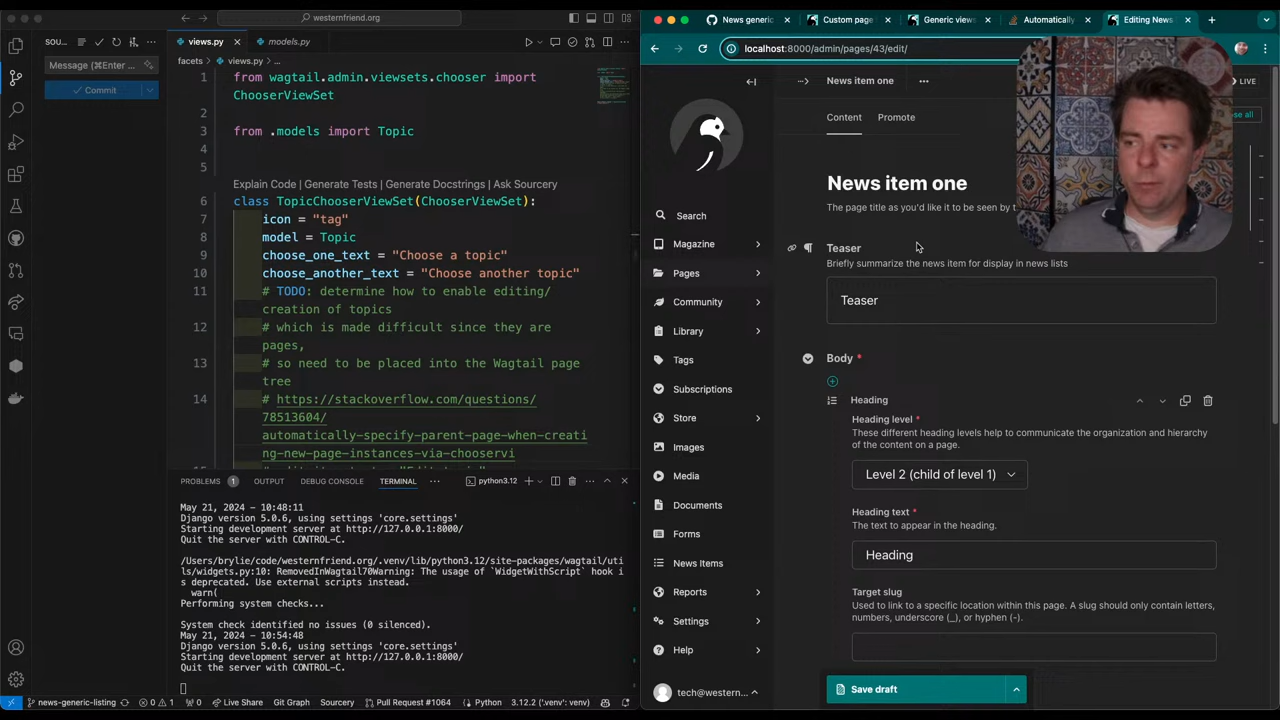 westernfriend.org
SOU...
Message (⌘Enter ...
Commit
views.py
models.py
facets > views.py > ...
1 from wagtail.admin.viewsets.chooser import
ChooserViewSet
2
3 from .models import Topic
4
5
Explain Code | Generate Tests | Generate Docstrings | Ask Sourcery
6 class TopicChooserViewSet(ChooserViewSet):
7 icon = "tag"
8 model = Topic
9 choose_one_text = "Choose a topic"
10 choose_another_text = "Choose another topic"
11 # TODO: determine how to enable editing/
creation of topics
12 # which is made difficult since they are
pages,
13 # so need to be placed into the Wagtail page
tree
14 # https://stackoverflow.com/questions/
78513604/
automatically-specify-parent-page-when-creati
ng-new-page-instances-via-chooservi
PROBLEMS 1 OUTPUT DEBUG CONSOLE TERMINAL ... python3.12
May 21, 2024 - 10:48:11
Django version 5.0.6, using settings 'core.settings'
Starting development server at http://127.0.0.1:8000/
Quit the server with CONTROL-C.
/Users/brylie/code/westernfriend.org/.venv/lib/python3.12/site-packages/wagtail/uti
ls/widgets.py:10: RemovedInWagtail70Warning: The usage of `WidgetWithScript` hook i
s deprecated. Use external scripts instead.
warn(
Performing system checks...
System check identified no issues (0 silenced).
May 21, 2024 - 10:54:48
Django version 5.0.6, using settings 'core.settings'
Starting development server at http://127.0.0.1:8000/
Quit the server with CONTROL-C.
news-generic-listing 0 1 0 Live Share Git Graph Sourcery Pull Request #1064 Python 3.12.2 ('.venv': venv)
News generic
Custom page
Generic views
Automatically
Editing News
localhost:8000/admin/pages/43/edit/
News item one ...
LIVE
Content
Promote
Search
Magazine
Pages
Community
Library
Tags
Subscriptions
Store
Images
Media
Documents
Forms
News Items
Reports
Settings
Help
tech@western...
News item one
The page title as you'd like it to be seen by t
Teaser
Briefly summarize the news item for display in news lists
Teaser
Body *
Heading
Heading level *
These different heading levels help to communicate the organization and hierarchy
of the content on a page.
Level 2 (child of level 1)
Heading text *
The text to appear in the heading.
Heading
Target slug
Used to link to a specific location within this page. A slug should only contain letters,
numbers, underscore (_), or hyphen (-).
Save draft